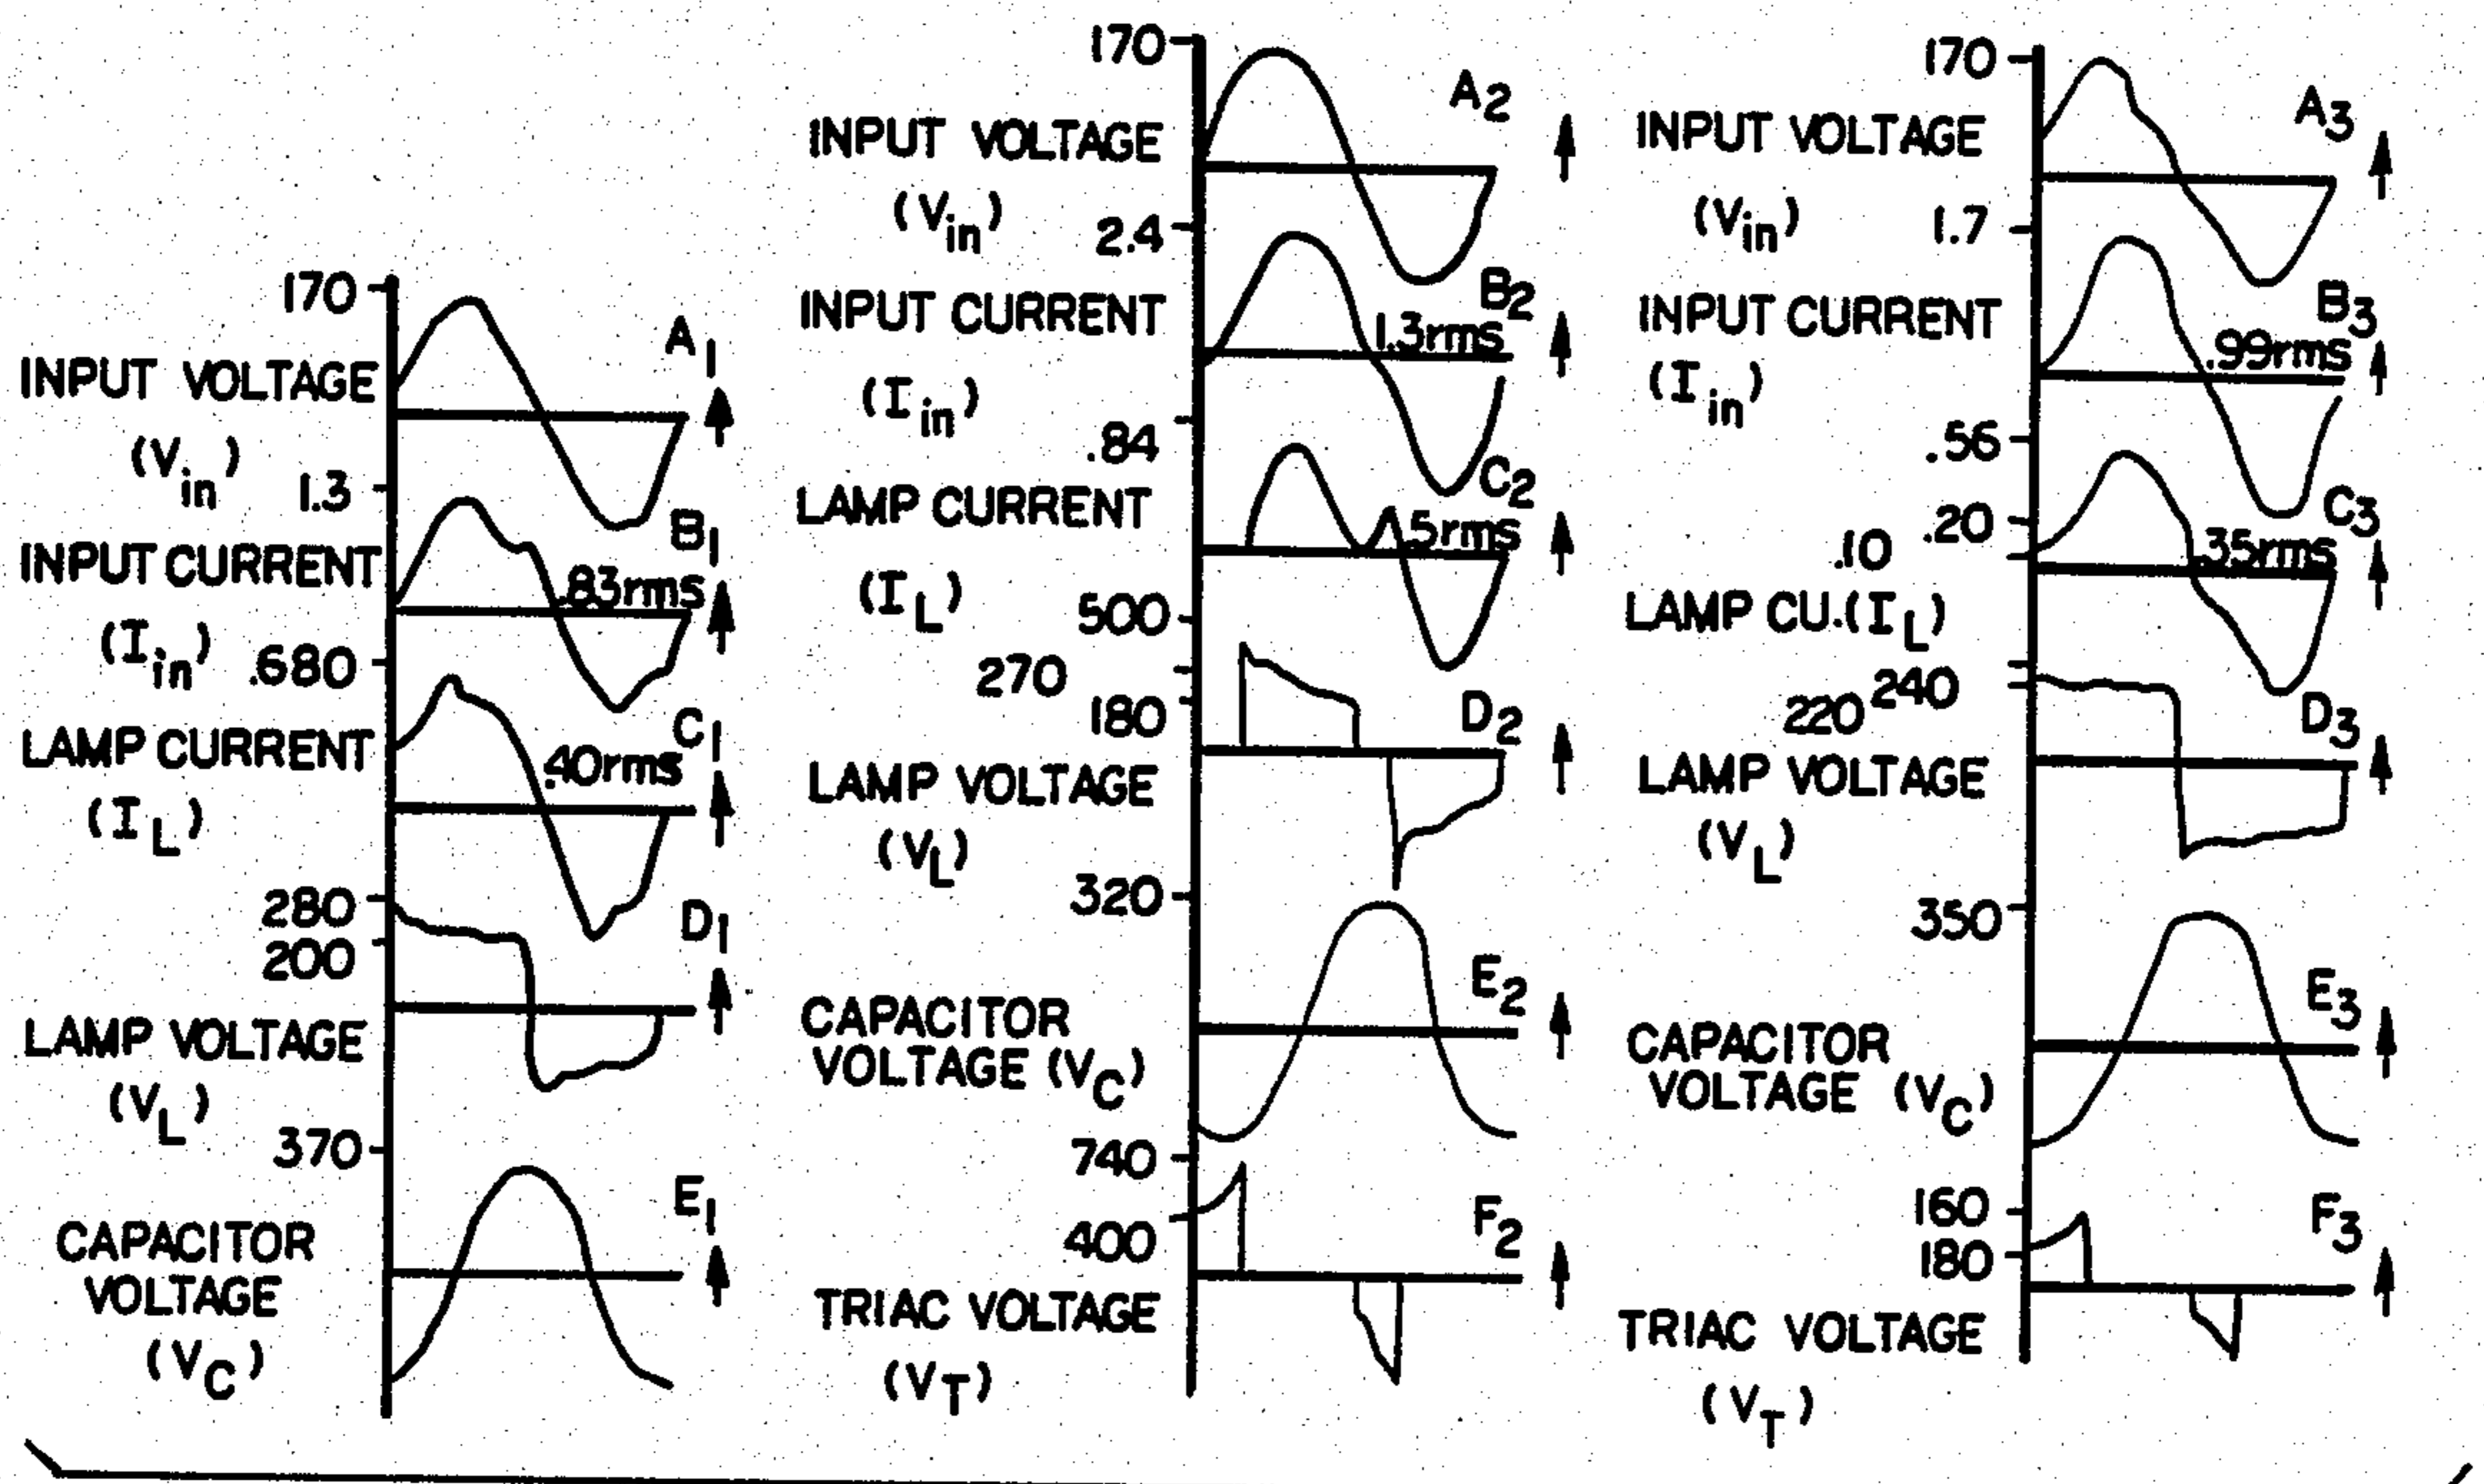 170
A1
INPUT VOLTAGE
(Vin)
1.3
B1
INPUT CURRENT
.83rms
(Iin)
.680
C1
LAMP CURRENT
.40rms
(IL)
280
D1
200
LAMP VOLTAGE
(VL)
370
E1
CAPACITOR
VOLTAGE
(VC)
170
A2
INPUT VOLTAGE
(Vin)
2.4
B2
INPUT CURRENT
1.3rms
(Iin)
.84
C2
LAMP CURRENT
.5rms
(IL)
500
270
180
D2
LAMP VOLTAGE
(VL)
320
E2
CAPACITOR
VOLTAGE (VC)
740
F2
400
TRIAC VOLTAGE
(VT)
170
A3
INPUT VOLTAGE
(Vin)
1.7
B3
INPUT CURRENT
.99rms
(Iin)
.56
C3
.20
.10
.35rms
LAMP CU.(IL)
240
220
D3
LAMP VOLTAGE
(VL)
350
E3
CAPACITOR
VOLTAGE (VC)
160
F3
180
TRIAC VOLTAGE
(VT)